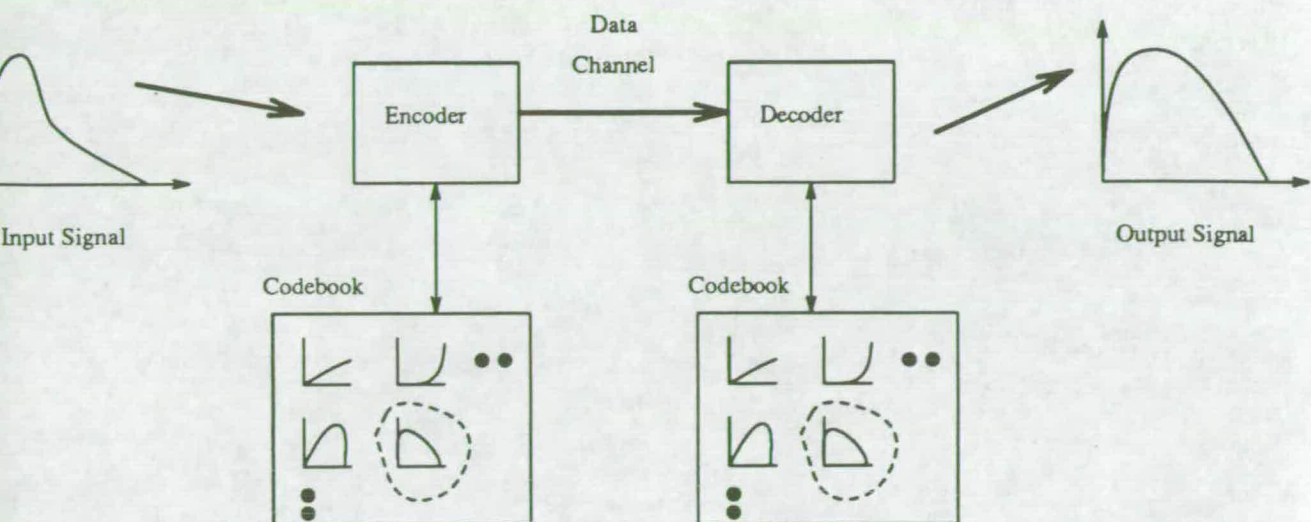 Data
Channel
Encoder
Decoder
Input Signal
Output Signal
Codebook
Codebook